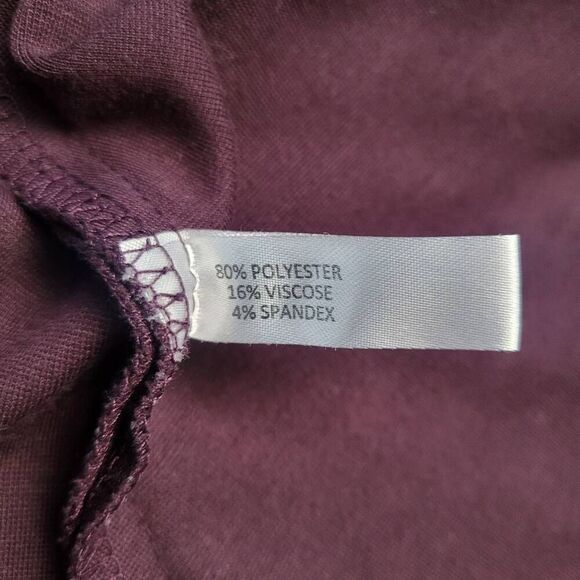 80% POLYESTER
16% VISCOSE
4% SPANDEX